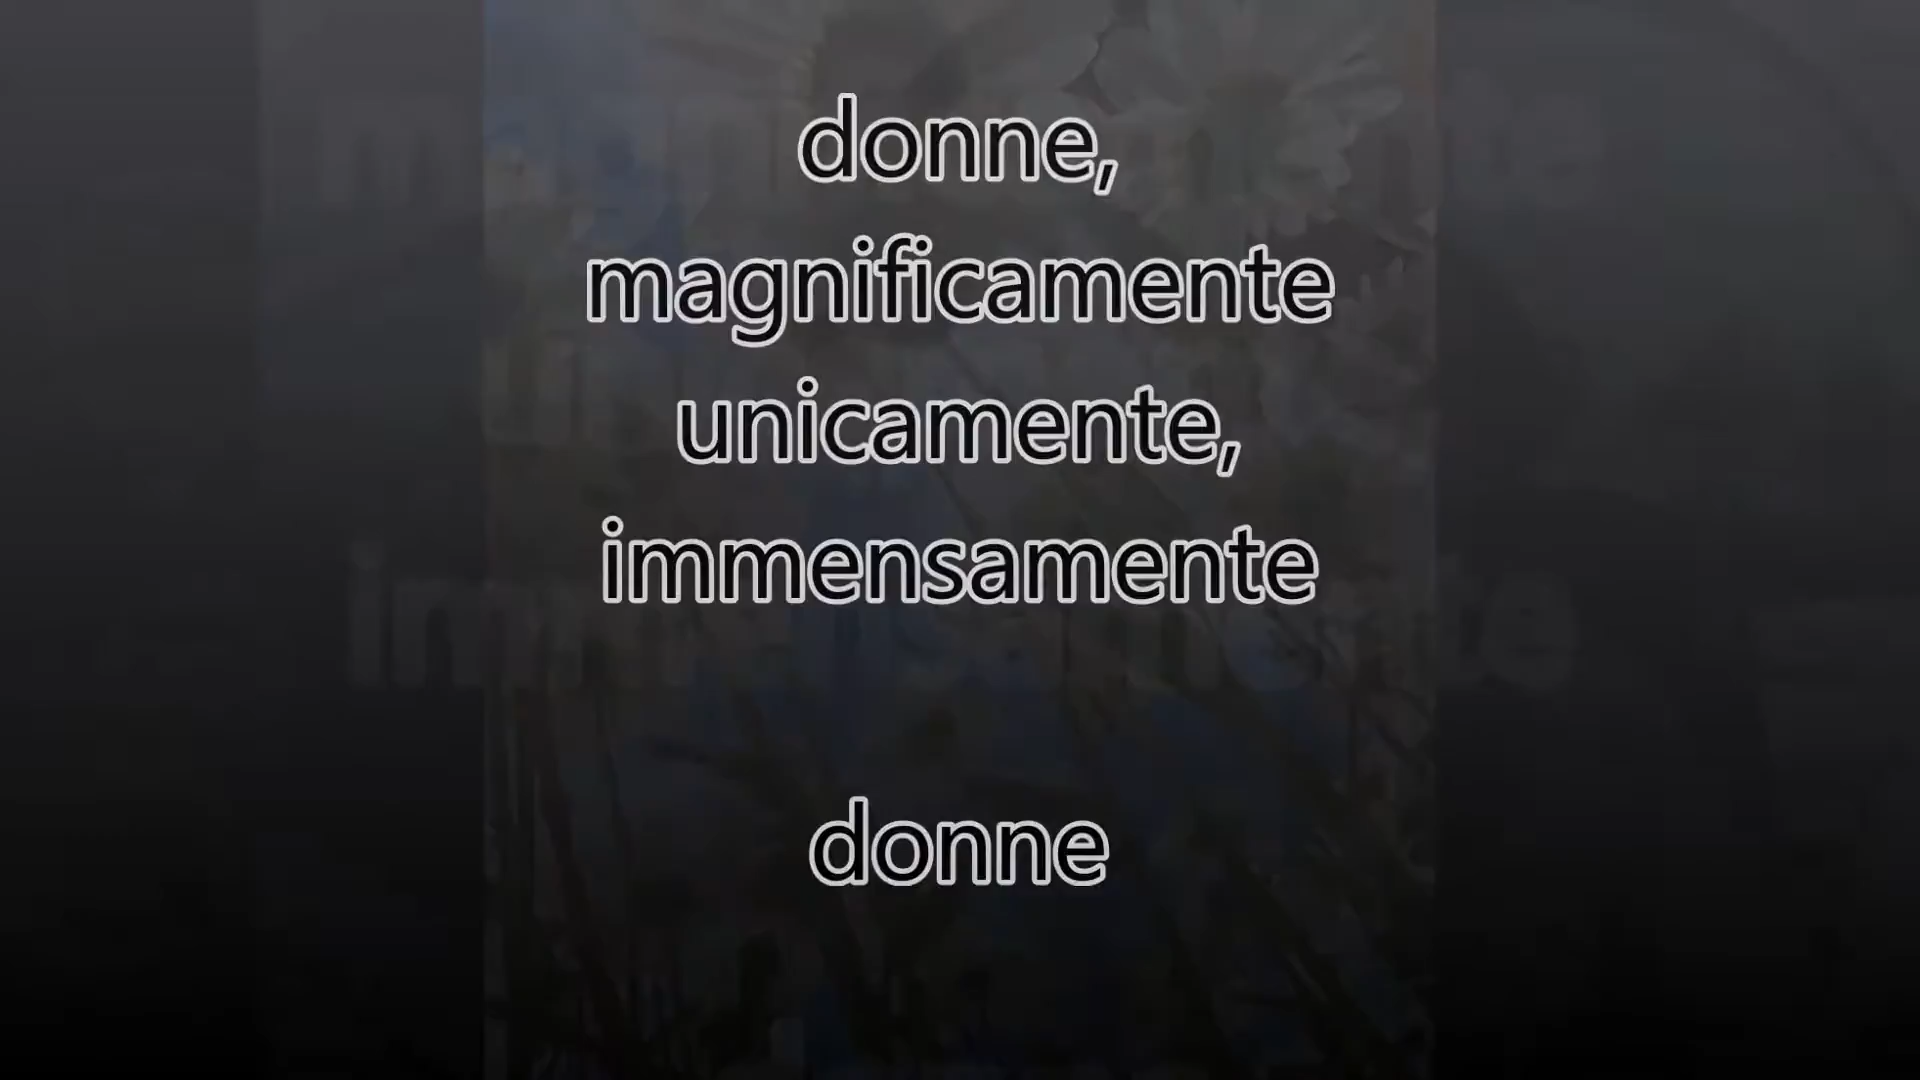 donne,
magnificamente
unicamente,
immensamente
donne